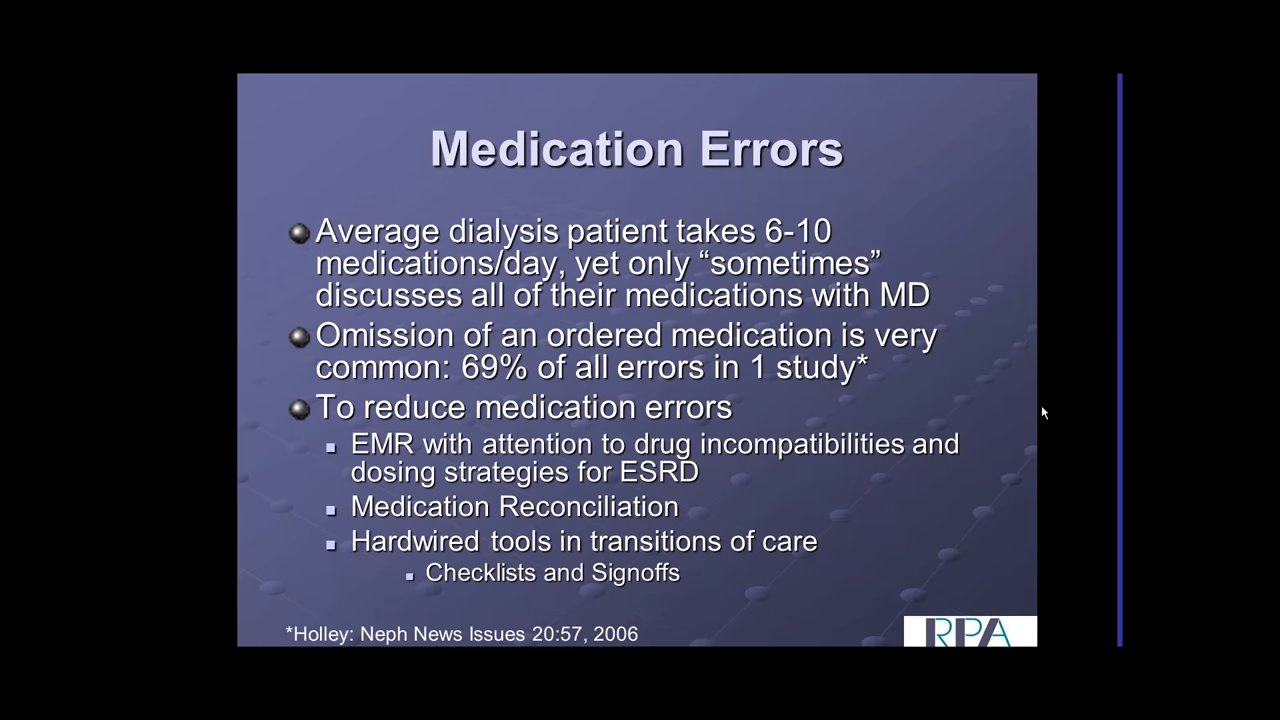 Medication Errors
Average dialysis patient takes 6-10
medications/day, yet only “sometimes”
discusses all of their medications with MD
Omission of an ordered medication is very
common: 69% of all errors in 1 study*
To reduce medication errors
EMR with attention to drug incompatibilities and
dosing strategies for ESRD
Medication Reconciliation
Hardwired tools in transitions of care
Checklists and Signoffs
*Holley: Neph News Issues 20:57, 2006
RPA